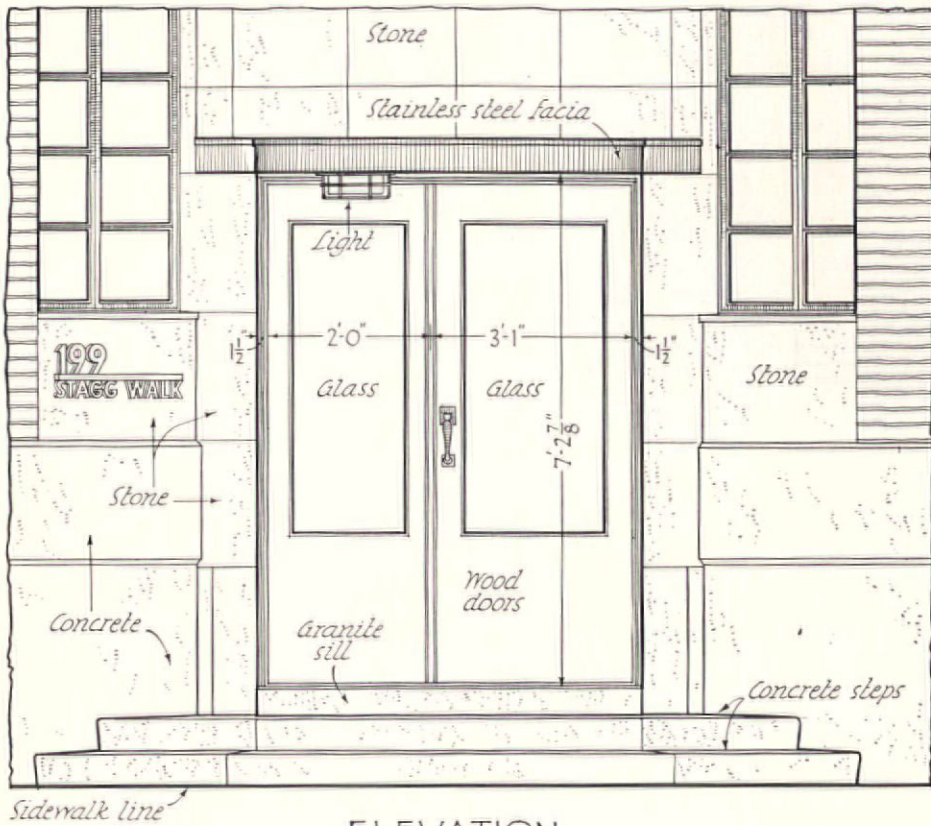 Stone
Stainless steel facia
Light
1½"
2'-0"
3'-1"
1½"
199
STAGG WALK
Glass
Glass
Stone
7'-2⅞"
Stone
Wood
doors
Concrete
Granite
sill
Concrete steps
Sidewalk line
ELEVATION